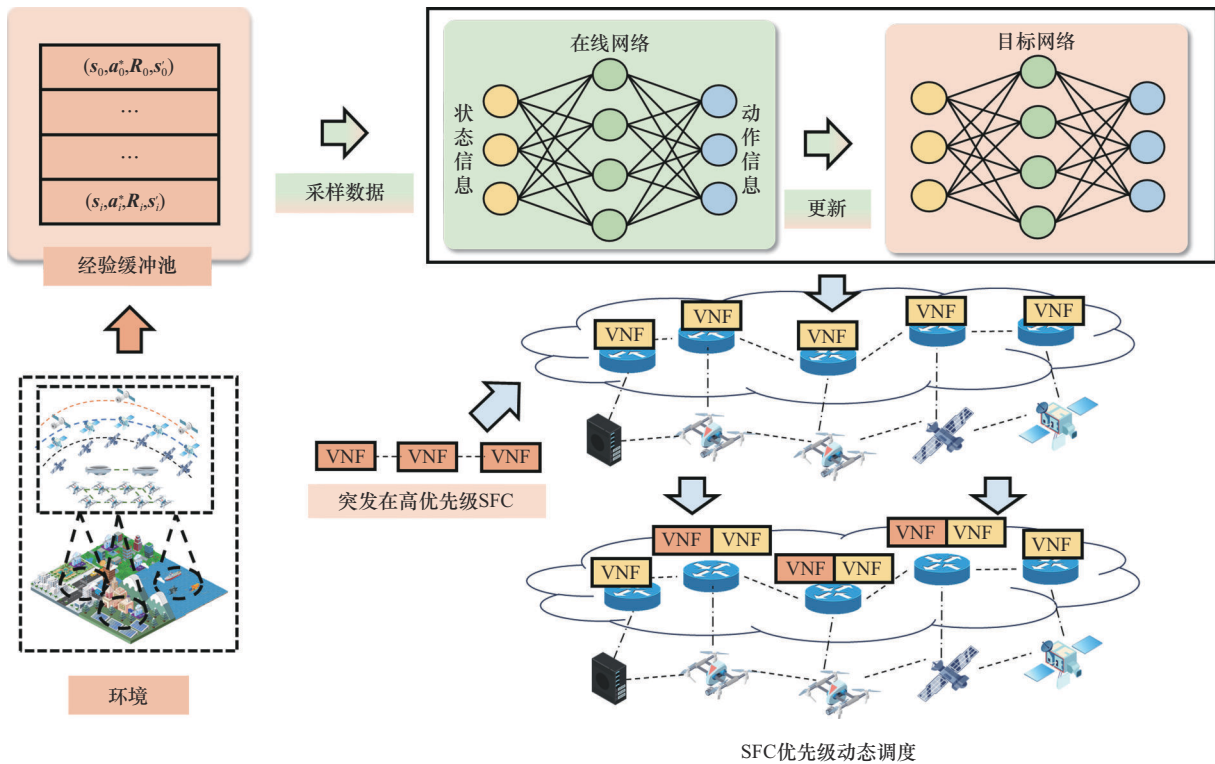 (s₀,a₀*,R₀,s₀′)
…
…
(sᵢ,aᵢ*,Rᵢ,sᵢ′)
经验缓冲池
采样数据
在线网络
状态信息
动作信息
更新
目标网络
VNF
VNF
VNF
VNF
VNF
VNF
VNF
VNF
突发在高优先级SFC
VNF
VNF VNF
VNF VNF
VNF VNF
VNF
环境
SFC优先级动态调度